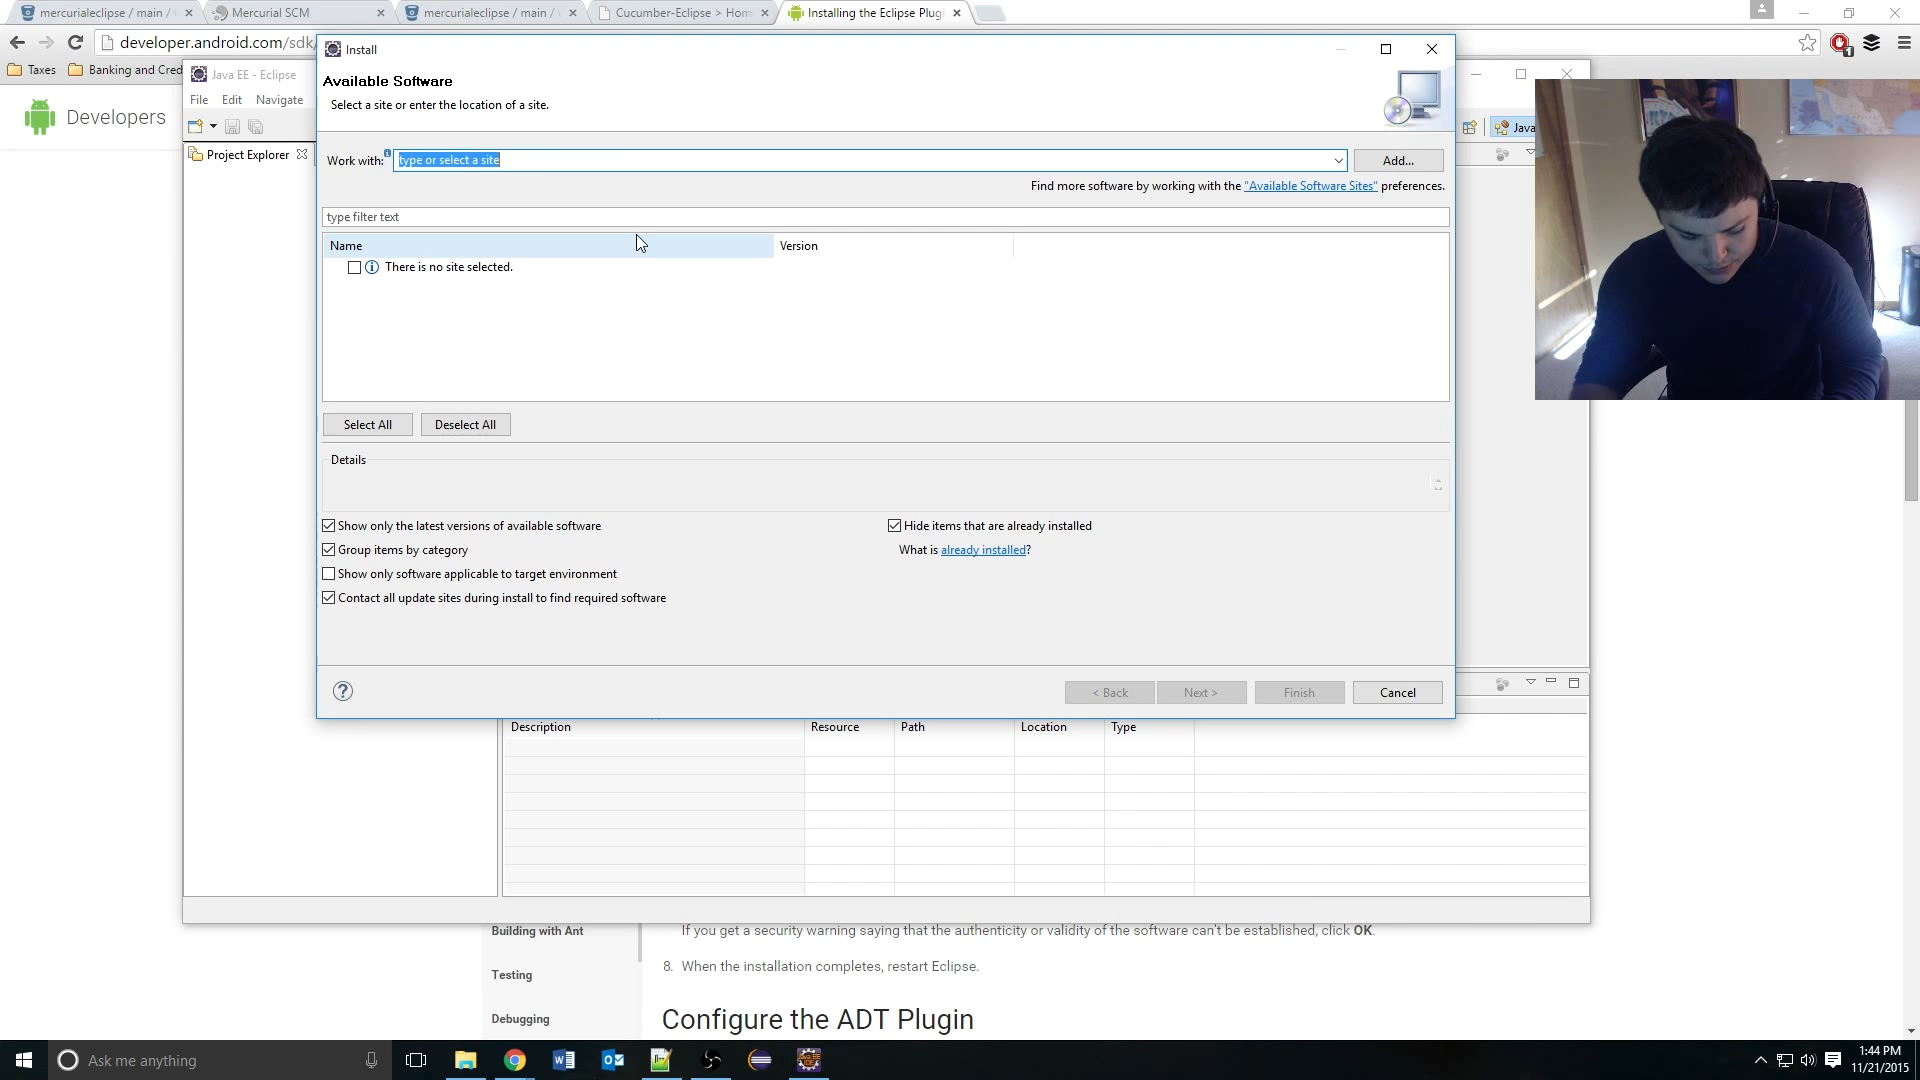 mercurialeclipse / main /
Mercurial SCM
mercurialeclipse / main /
Cucumber-Eclipse > Hom
Installing the Eclipse Plug
developer.android.com/sdk/
1
Taxes
Banking and Cred
Developers
Java EE - Eclipse
File Edit Navigate
Project Explorer
Java
Install
Available Software
Select a site or enter the location of a site.
Work with:
type or select a site
Add...
Find more software by working with the "Available Software Sites" preferences.
type filter text
Name
Version
There is no site selected.
Select All
Deselect All
Details
Show only the latest versions of available software
Hide items that are already installed
Group items by category
What is already installed?
Show only software applicable to target environment
Contact all update sites during install to find required software
?
< Back
Next >
Finish
Cancel
Description
Resource
Path
Location
Type
Building with Ant
If you get a security warning saying that the authenticity or validity of the software can't be established, click OK.
8. When the installation completes, restart Eclipse.
Testing
Debugging
Configure the ADT Plugin
Ask me anything
1:44 PM
11/21/2015